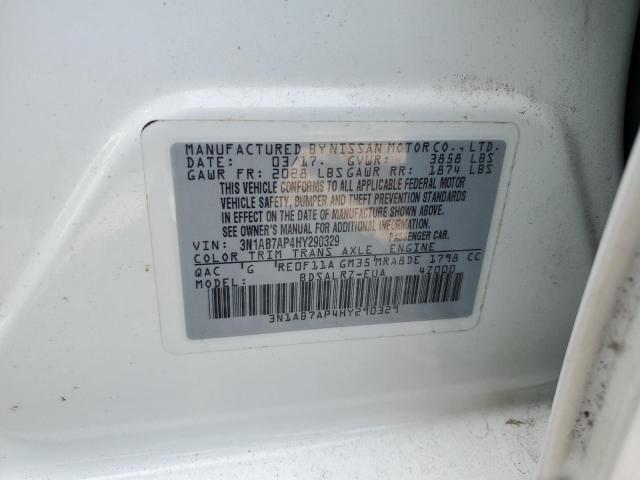 MANUFACTURED BY NISSAN MOTOR CO., LTD.
DATE: 03/17. GVWR: 3858 LBS
GAWR FR: 2028 LBS GAWR RR: 1874 LBS
THIS VEHICLE CONFORMS TO ALL APPLICABLE FEDERAL MOTOR
VEHICLE SAFETY, BUMPER AND THEFT PREVENTION STANDARDS
IN EFFECT ON THE DATE OF MANUFACTURE SHOWN ABOVE.
SEE OWNER'S MANUAL FOR ADDITIONAL INFORMATION.
VIN: 3N1AB7AP4HY290329 PASSENGER CAR.
COLOR TRIM TRANS AXLE ENGINE
QAC G RE0F11A GM35 MRA8DE 1798 CC
MODEL: BDSALRZ-EUA 4Z000
3N1AB7AP4HY290329